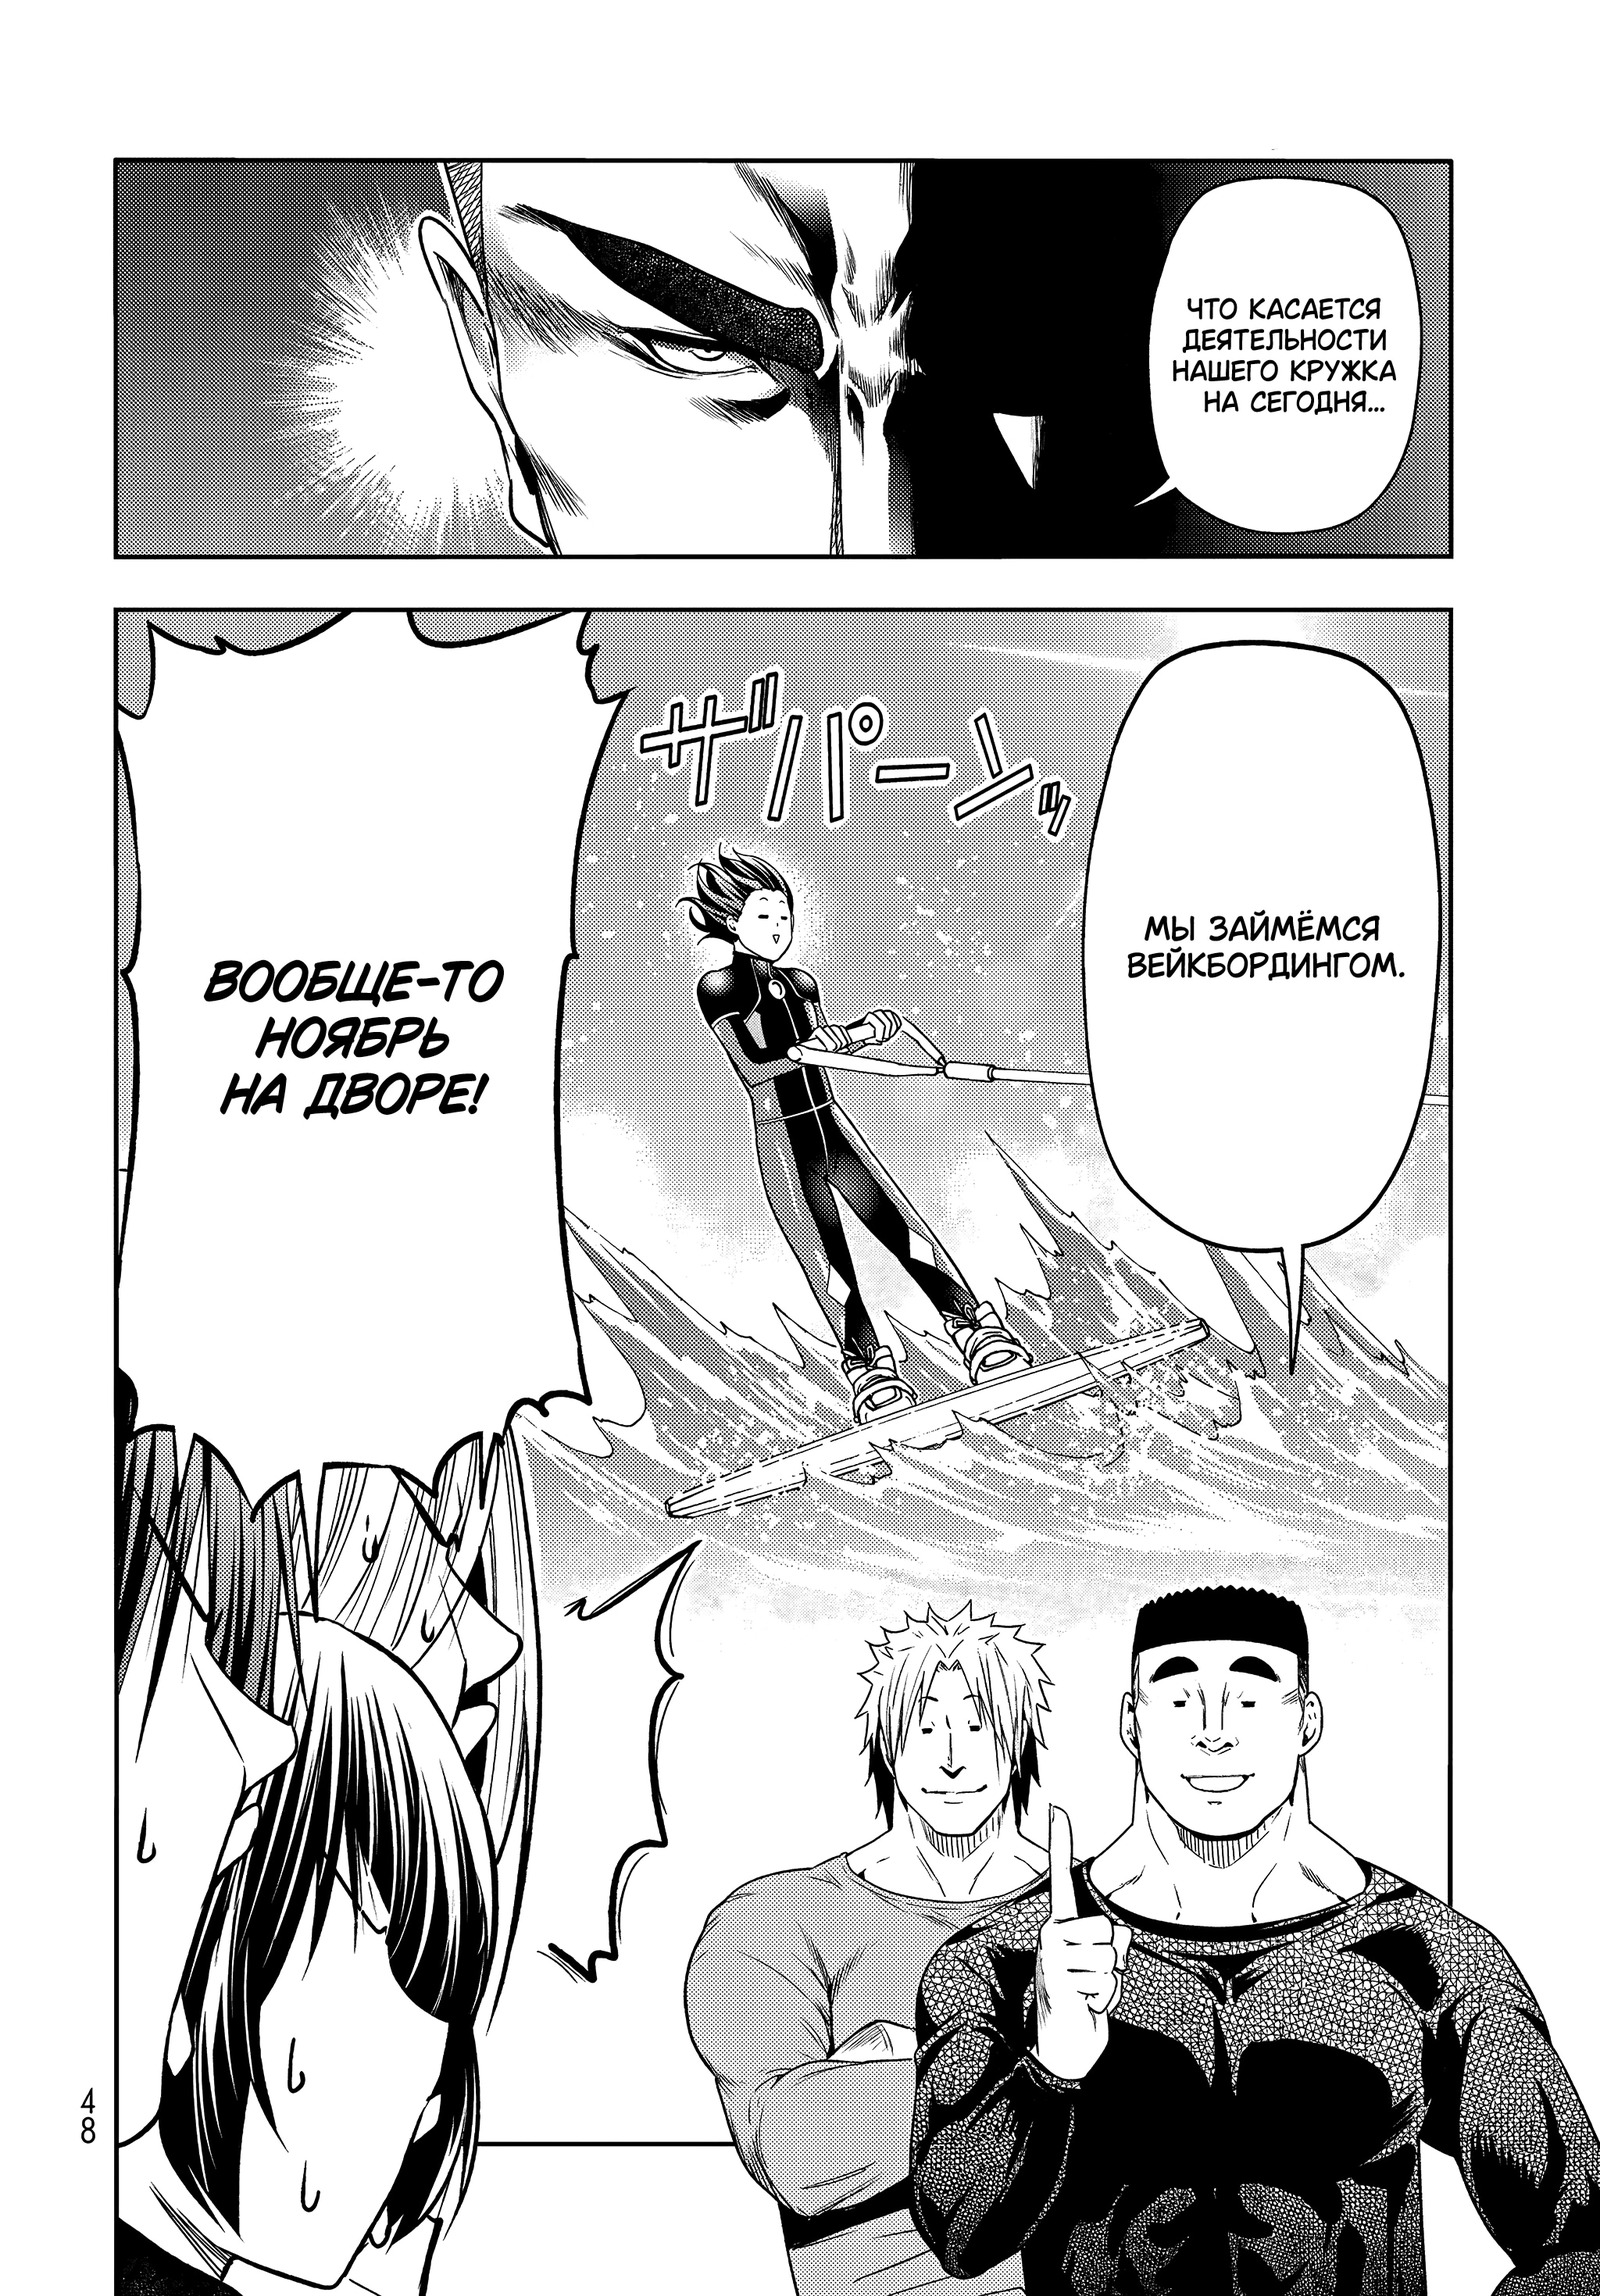 ЧТО КАСАЕТСЯ
ДЕЯТЕЛЬНОСТИ
НАШЕГО КРУЖКА
НА СЕГОДНЯ...
МЫ ЗАЙМЁМСЯ
ВЕЙКБОРДИНГОМ.
ザパーンッ
ВООБЩЕ-ТО
НОЯБРЬ
НА ДВОРЕ!
48